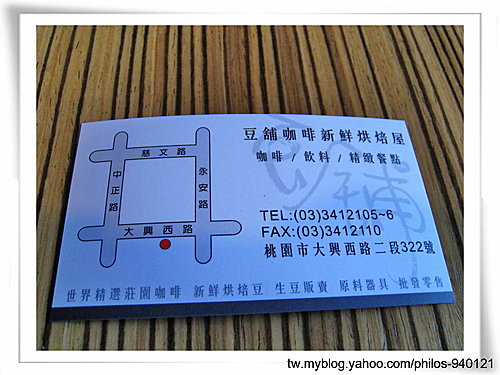 豆舖咖啡新鮮烘焙屋
咖啡 / 飲料 / 精緻餐點
慈文路
中正路
永安路
大興西路
TEL:(03)3412105~6
FAX:(03)3412110
桃園市大興西路二段322號
世界精選莊園咖啡 新鮮烘焙豆 生豆販賣 原料器具 批發零售
tw.myblog.yahoo.com/philos-940121